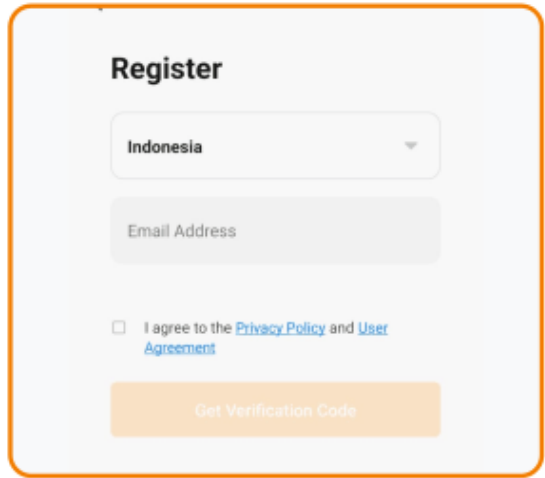 Register
Indonesia
Email Address
I agree to the Privacy Policy and User
Agreement
Get Verification Code